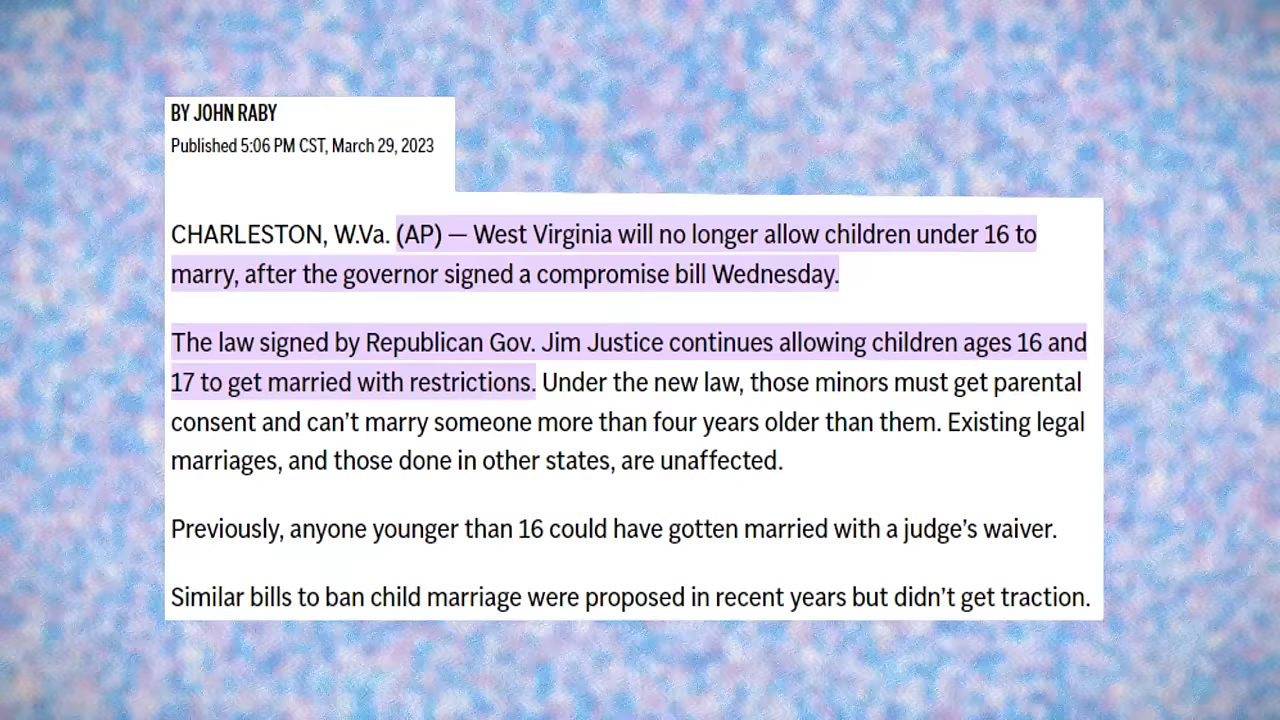 BY JOHN RABY
Published 5:06 PM CST, March 29, 2023
CHARLESTON, W.Va. (AP) — West Virginia will no longer allow children under 16 to
marry, after the governor signed a compromise bill Wednesday.
The law signed by Republican Gov. Jim Justice continues allowing children ages 16 and
17 to get married with restrictions. Under the new law, those minors must get parental
consent and can’t marry someone more than four years older than them. Existing legal
marriages, and those done in other states, are unaffected.
Previously, anyone younger than 16 could have gotten married with a judge’s waiver.
Similar bills to ban child marriage were proposed in recent years but didn’t get traction.